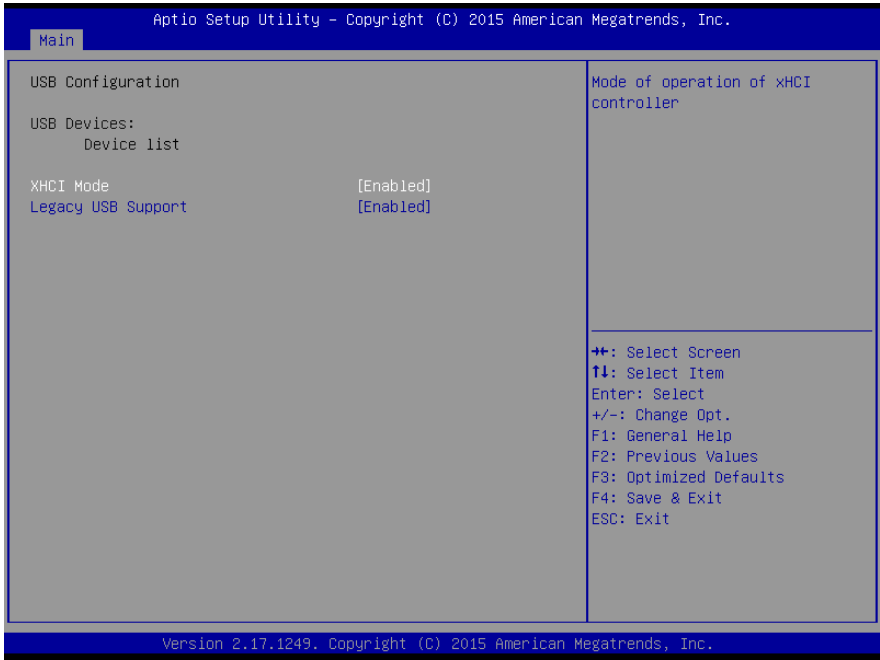 Aptio Setup Utility – Copyright (C) 2015 American Megatrends, Inc.
Main
USB Configuration
USB Devices:
Device list
XHCI Mode [Enabled]
Legacy USB Support [Enabled]
Mode of operation of xHCI
controller
→←: Select Screen
↑↓: Select Item
Enter: Select
+/-: Change Opt.
F1: General Help
F2: Previous Values
F3: Optimized Defaults
F4: Save & Exit
ESC: Exit
Version 2.17.1249. Copyright (C) 2015 American Megatrends, Inc.